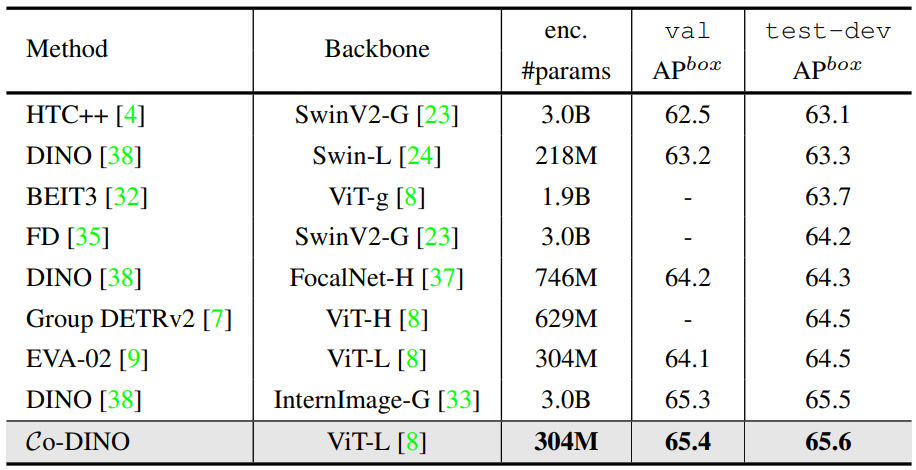 Method Backbone enc. #params val AP^box test-dev AP^box
HTC++ [4] SwinV2-G [23] 3.0B 62.5 63.1
DINO [38] Swin-L [24] 218M 63.2 63.3
BEIT3 [32] ViT-g [8] 1.9B - 63.7
FD [35] SwinV2-G [23] 3.0B - 64.2
DINO [38] FocalNet-H [37] 746M 64.2 64.3
Group DETRv2 [7] ViT-H [8] 629M - 64.5
EVA-02 [9] ViT-L [8] 304M 64.1 64.5
DINO [38] InternImage-G [33] 3.0B 65.3 65.5
Co-DINO ViT-L [8] 304M 65.4 65.6